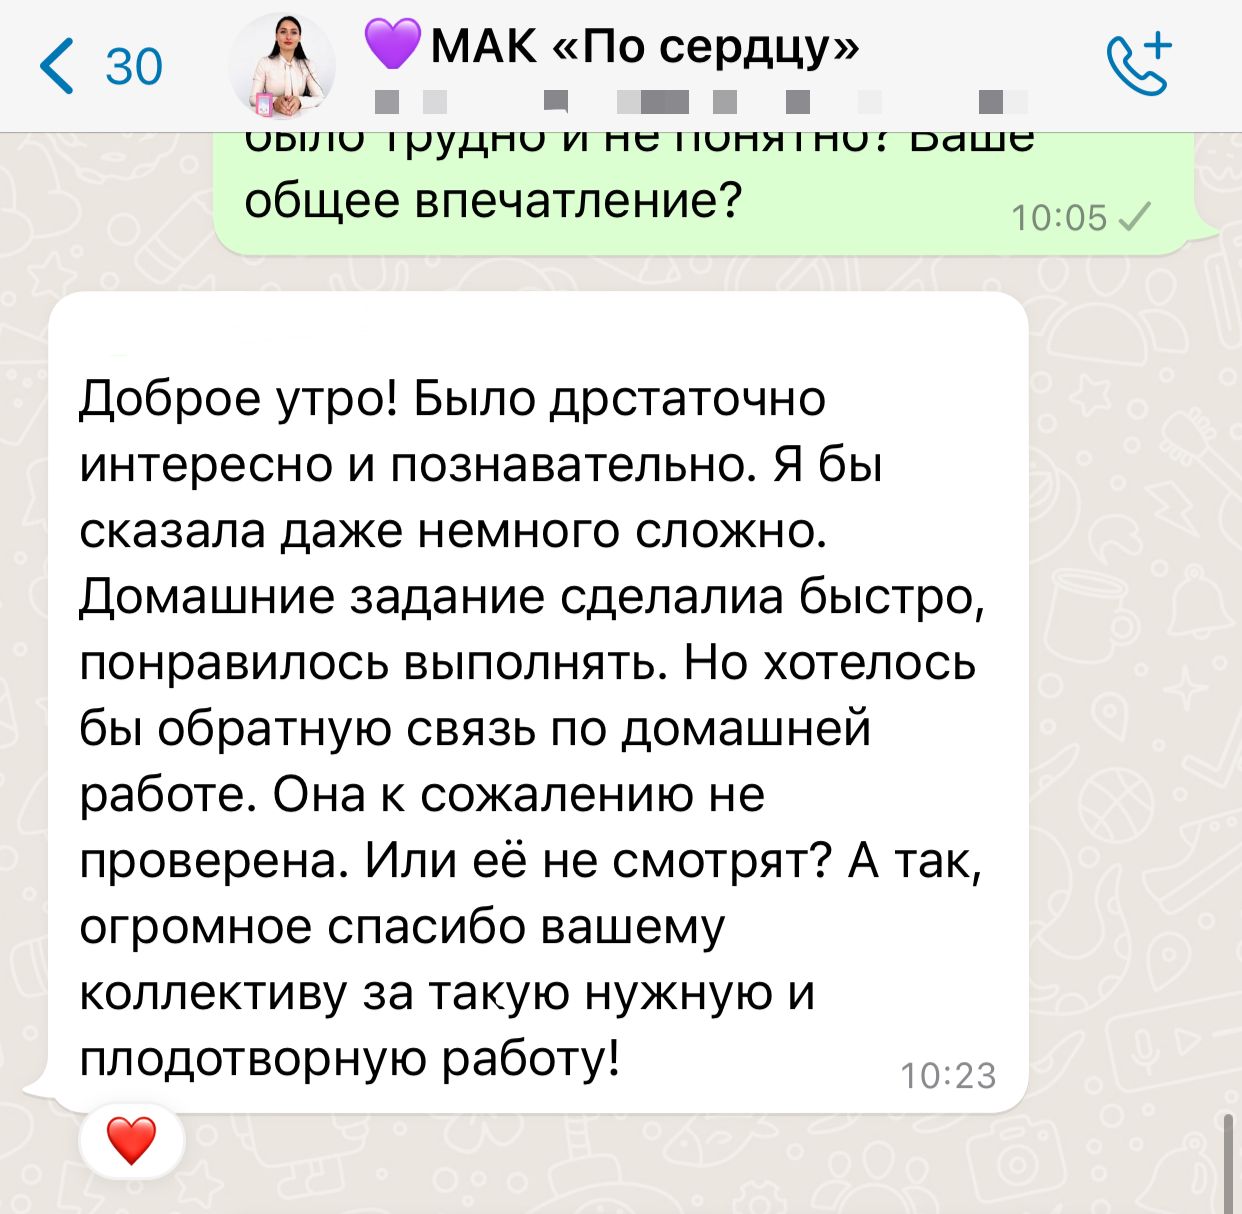 30
МАК «По сердцу»
было трудно и не понятно? Ваше
общее впечатление?
10:05
Доброе утро! Было дрстаточно
интересно и познавательно. Я бы
сказала даже немного сложно.
Домашние задание сделалиа быстро,
понравилось выполнять. Но хотелось
бы обратную связь по домашней
работе. Она к сожалению не
проверена. Или её не смотрят? А так,
огромное спасибо вашему
коллективу за такую нужную и
плодотворную работу!
10:23